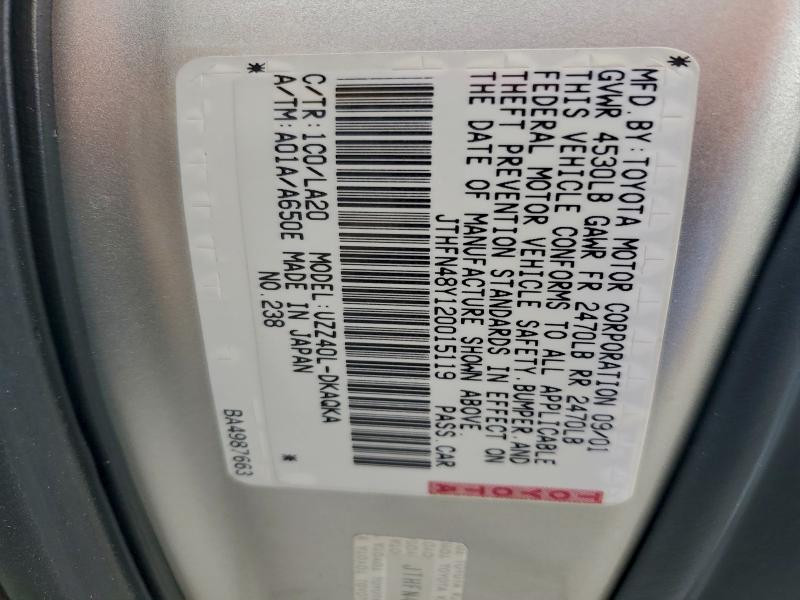 MFD. BY: TOYOTA MOTOR CORPORATION 09/01
GVWR 4530LB GAWR FR 2470LB RR 2470LB
THIS VEHICLE CONFORMS TO ALL APPLICABLE
FEDERAL MOTOR VEHICLE SAFETY, BUMPER, AND
THEFT PREVENTION STANDARDS IN EFFECT ON
THE DATE OF MANUFACTURE SHOWN ABOVE.
JTHFN48Y120015119 PASS. CAR
C/TR: 1C0/LA20 MODEL: UZZ40L-DKAQKA
A/TM: A01A/A650E MADE IN JAPAN
NO. 238
BA4987663
TOYOTA
JTHFN